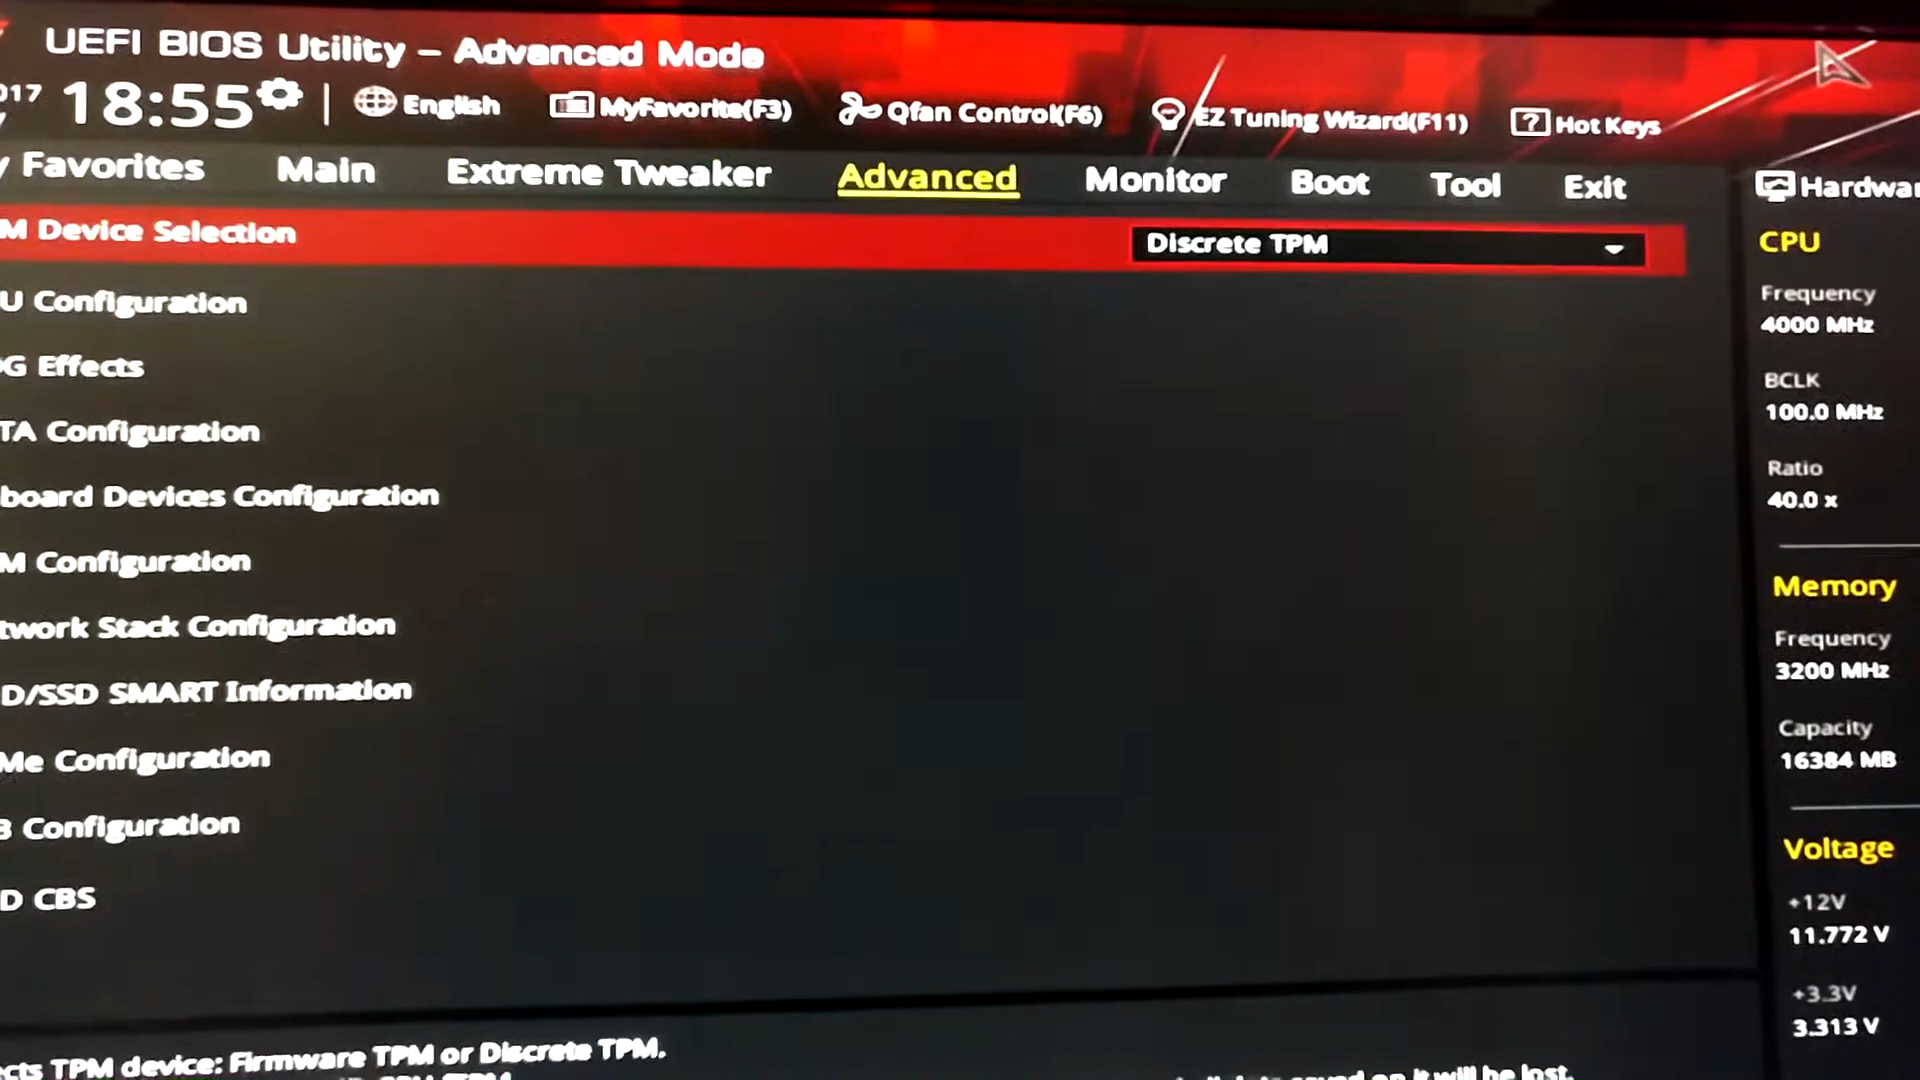 UEFI BIOS Utility – Advanced Mode
017 18:55 English MyFavorite(F3) Qfan Control(F6) EZ Tuning Wizard(F11) Hot Keys
y Favorites Main Extreme Tweaker Advanced Monitor Boot Tool Exit
M Device Selection Discrete TPM
U Configuration
G Effects
TA Configuration
board Devices Configuration
M Configuration
twork Stack Configuration
D/SSD SMART Information
Me Configuration
B Configuration
D CBS
cts TPM device: Firmware TPM or Discrete TPM.
saved on it will be lost.
Hardwar
CPU
Frequency
4000 MHz
BCLK
100.0 MHz
Ratio
40.0 x
Memory
Frequency
3200 MHz
Capacity
16384 MB
Voltage
+12V
11.772 V
+3.3V
3.313 V